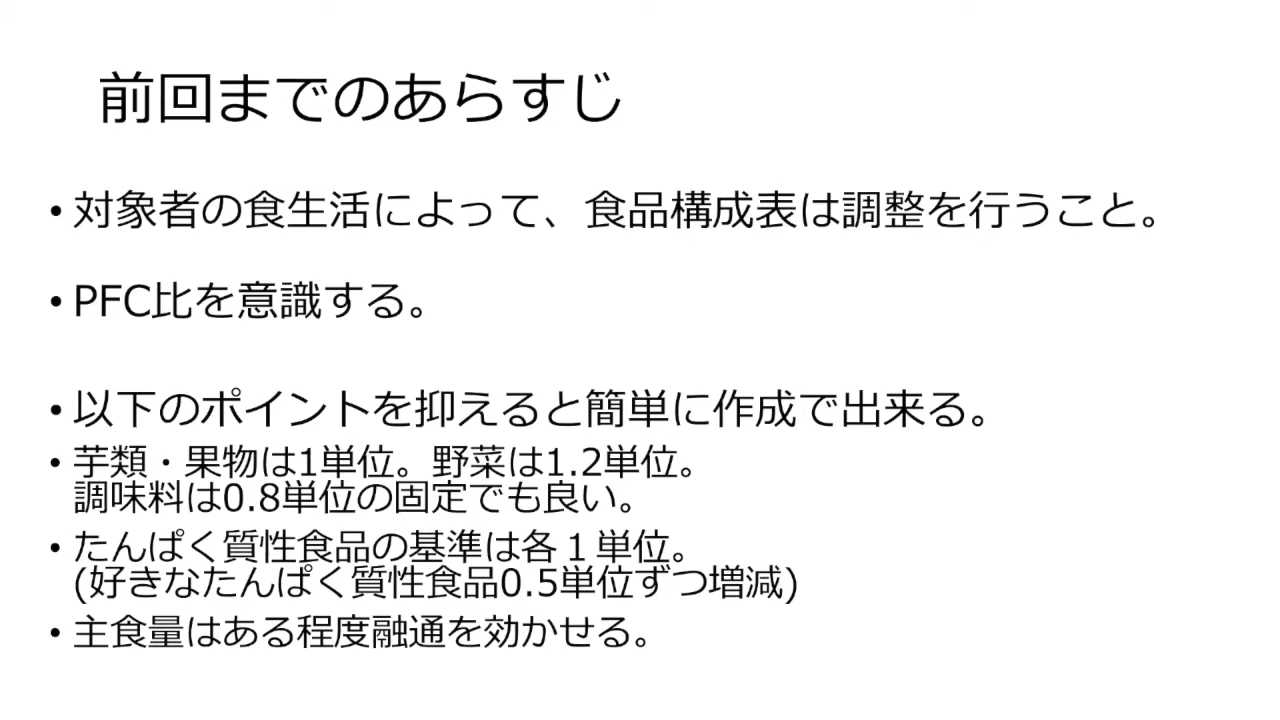 前回までのあらすじ
• 対象者の食生活によって、食品構成表は調整を行うこと。
• PFC比を意識する。
• 以下のポイントを抑えると簡単に作成で出来る。
• 芋類・果物は1単位。野菜は1.2単位。
調味料は0.8単位の固定でも良い。
• たんぱく質性食品の基準は各１単位。
(好きなたんぱく質性食品0.5単位ずつ増減)
• 主食量はある程度融通を効かせる。